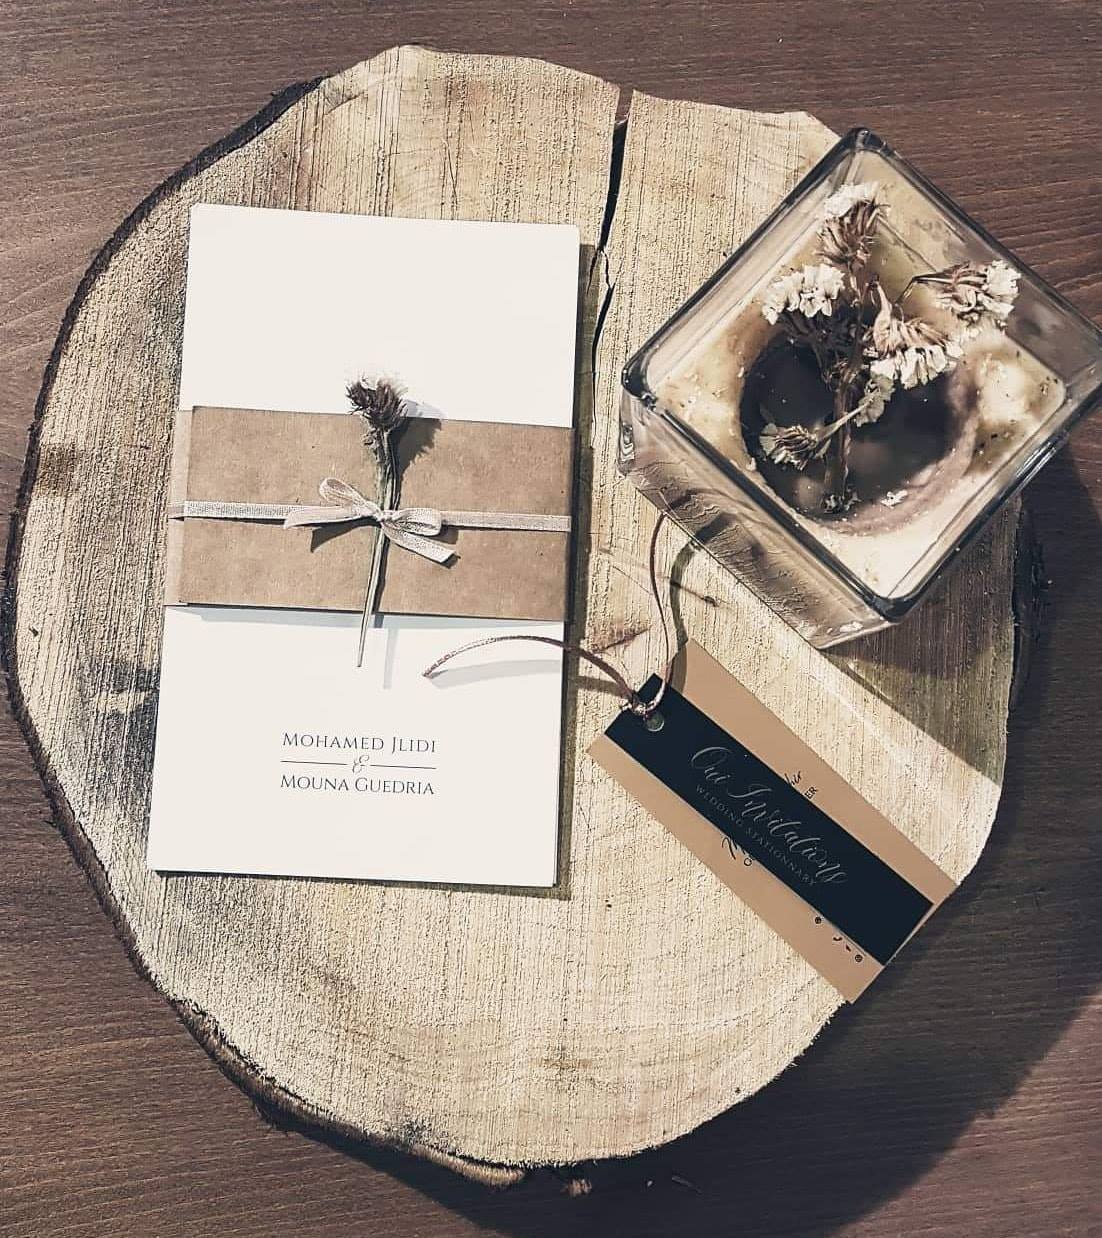 MOHAMED JLIDI
&
MOUNA GUEDRIA
Oui Invitations
WEDDING STATIONNARY